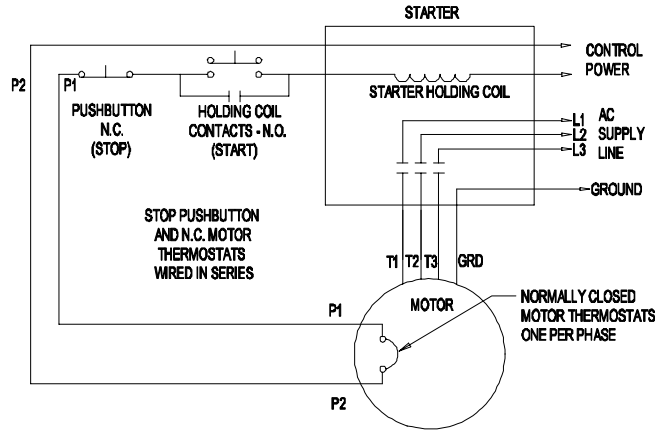 STARTER
CONTROL
POWER
P2
P1
PUSHBUTTON
N.C.
(STOP)
HOLDING COIL
CONTACTS - N.O.
(START)
STARTER HOLDING COIL
L1
L2
L3
AC
SUPPLY
LINE
GROUND
STOP PUSHBUTTON
AND N.C. MOTOR
THERMOSTATS
WIRED IN SERIES
T1
T2
T3
GRD
MOTOR
NORMALLY CLOSED
MOTOR THERMOSTATS
ONE PER PHASE
P1
P2